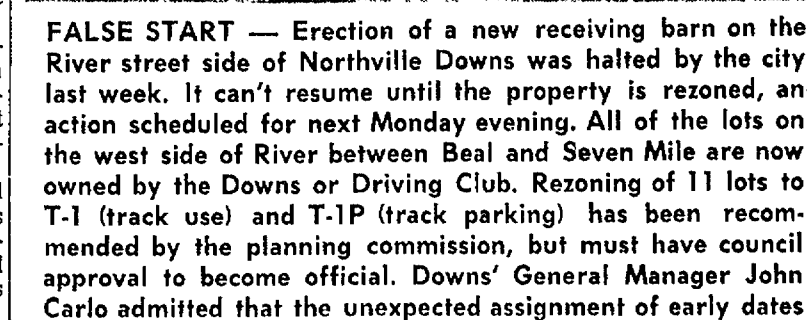 FALSE START — Erection of a new receiving barn on the
River street side of Northville Downs was halted by the city
last week. It can't resume until the property is rezoned, an
action scheduled for next Monday evening. All of the lots on
the west side of River between Beal and Seven Mile are now
owned by the Downs or Driving Club. Rezoning of 11 lots to
T-1 (track use) and T-1P (track parking) has been recom-
mended by the planning commission, but must have council
approval to become official. Downs' General Manager John
Carlo admitted that the unexpected assignment of early dates